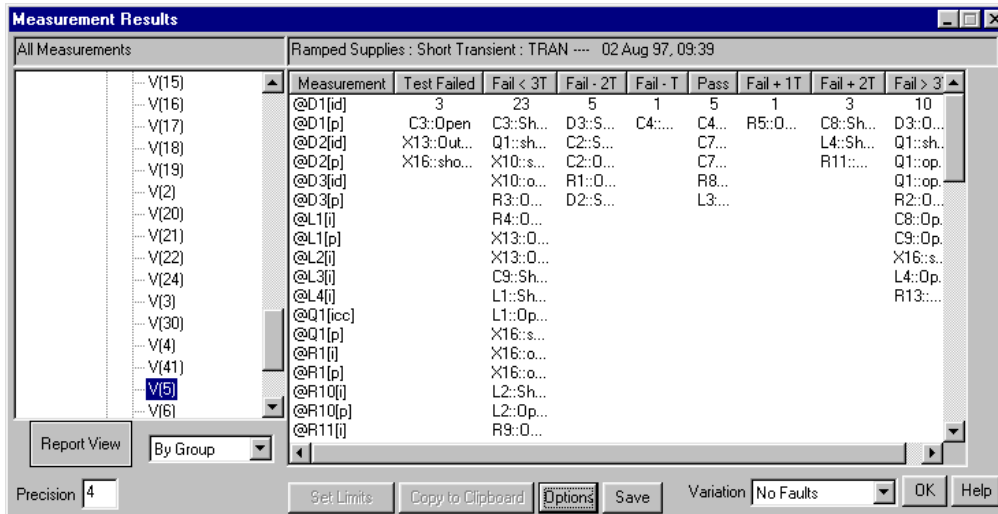 Measurement Results
All Measurements
Ramped Supplies : Short Transient : TRAN ---- 02 Aug 97, 09:39
V(15)
V(16)
V(17)
V(18)
V(19)
V(2)
V(20)
V(21)
V(22)
V(24)
V(3)
V(30)
V(4)
V(41)
V(5)
V(6)
Measurement Test Failed Fail < 3T Fail - 2T Fail - T Pass Fail + 1T Fail + 2T Fail > 3
@D1[id] 3 23 5 1 5 1 3 10
@D1[p] C3::Open C3::Sh... D3::S... C4::... C4... R5::O... C8::Sh... D3::O...
@D2[id] X13::Out... Q1::sh... C2::S... C7... L4::Sh... Q1::sh..
@D2[p] X16::sho... X10::s... C2::O... C7... R11::... Q1::op.
@D3[id] X10::o... R1::O... R8... Q1::op.
@D3[p] R3::O... D2::S... L3:... R2::O...
@L1[i] R4::O... C8::Op.
@L1[p] X13::O... C9::Op.
@L2[i] X13::O... X16::s..
@L3[i] C9::Sh... L4::Op.
@L4[i] L1::Sh... R13::...
@Q1[icc] L1::Op...
@Q1[p] X16::s...
@R1[i] X16::o...
@R1[p] X16::o...
@R10[i] L2::Sh...
@R10[p] L2::Op...
@R11[i] R9::O...
Report View By Group
Precision 4 Set Limits Copy to Clipboard Options Save Variation No Faults OK Help